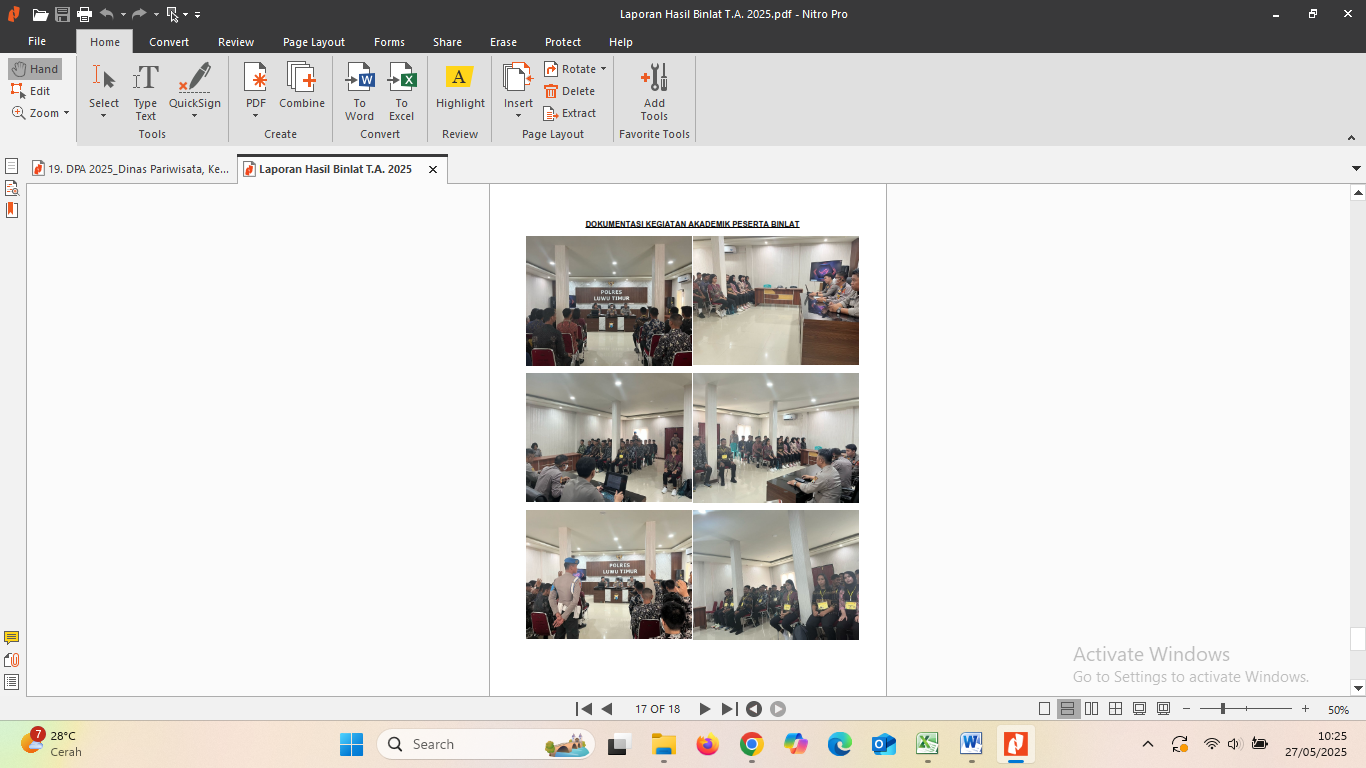 Laporan Hasil Binlat T.A. 2025.pdf - Nitro Pro
File
Home
Convert
Review
Page Layout
Forms
Share
Erase
Protect
Help
Hand
Edit
Zoom
Select
Type Text
QuickSign
Tools
PDF
Combine
Create
To Word
To Excel
Convert
Highlight
Review
Insert
Rotate
Delete
Extract
Page Layout
Add Tools
Favorite Tools
19. DPA 2025_Dinas Pariwisata, Ke...
Laporan Hasil Binlat T.A. 2025
DOKUMENTASI KEGIATAN AKADEMIK PESERTA BINLAT
POLRES
LUWU TIMUR
POLRES
LUWU TIMUR
Activate Windows
Go to Settings to activate Windows.
17 OF 18
50%
7
28°C
Cerah
Search
10:25
27/05/2025